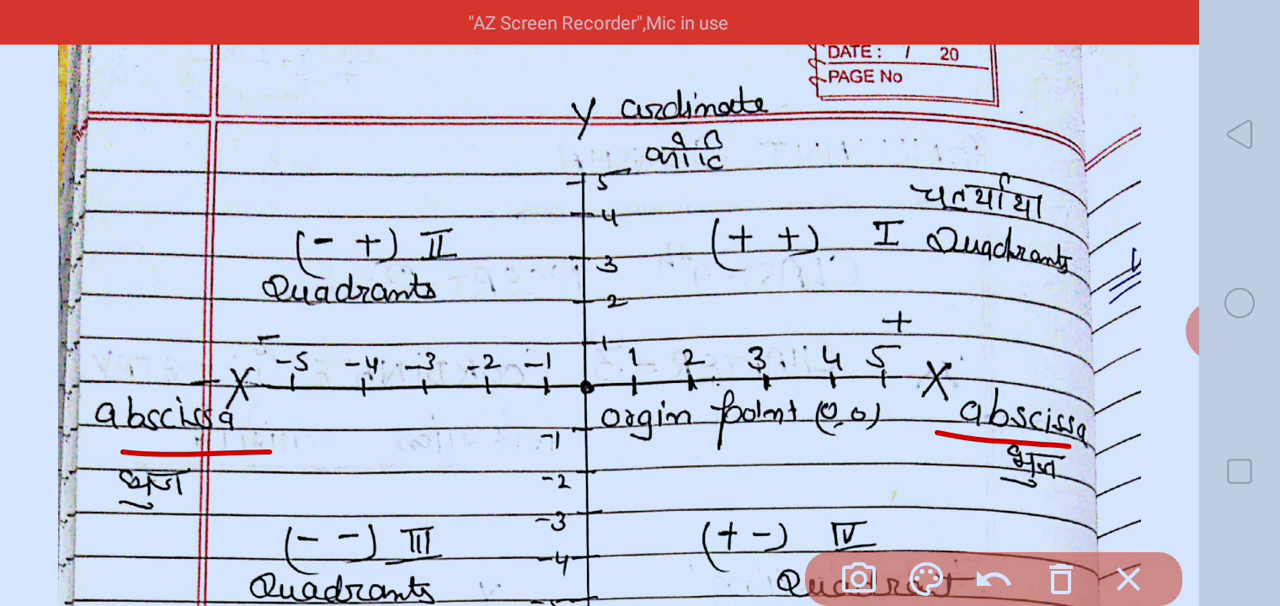 "AZ Screen Recorder",Mic in use
DATE: / 20
PAGE No
Y ordinate
5
4
(- +) II
(+ +) I Quadrants
3
Quadrants
2
- +
1
-5 -4 -3 -2 -1 1 2 3 4 5
X X
abscissa orgin point (0,0) abscissa
-1
भुज
भुज
-2
-3
(- -) III
(+ -) IV
-4
Quadrants
Quadrant